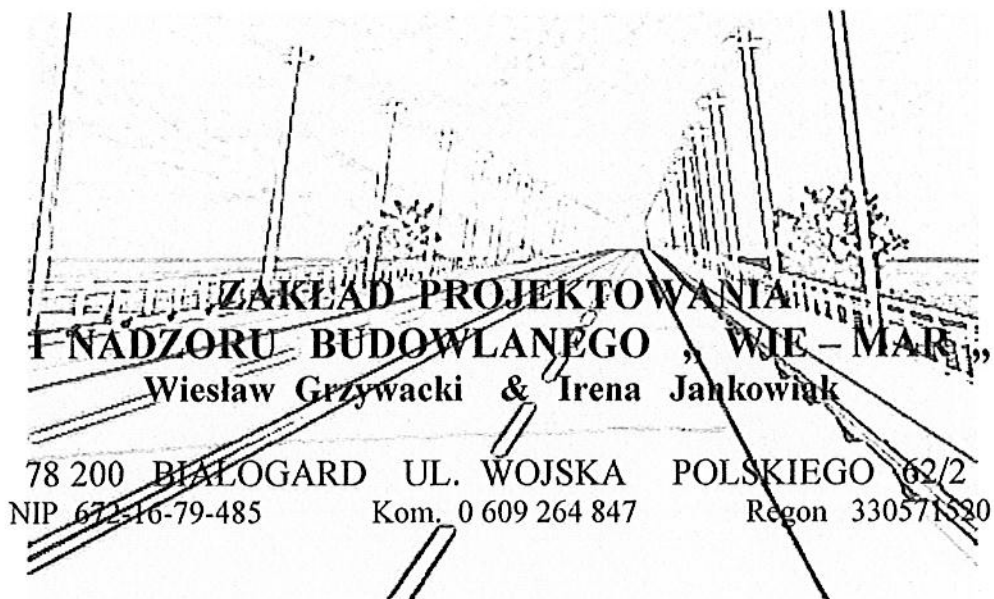 ZAKŁAD PROJEKTOWANIA
I NADZORU BUDOWLANEGO „ WIE – MAR „
Wiesław Grzywacki & Irena Jankowiak
78 200 BIAŁOGARD UL. WOJSKA POLSKIEGO 62/2
NIP 672-16-79-485 Kom. 0 609 264 847 Regon 330571520